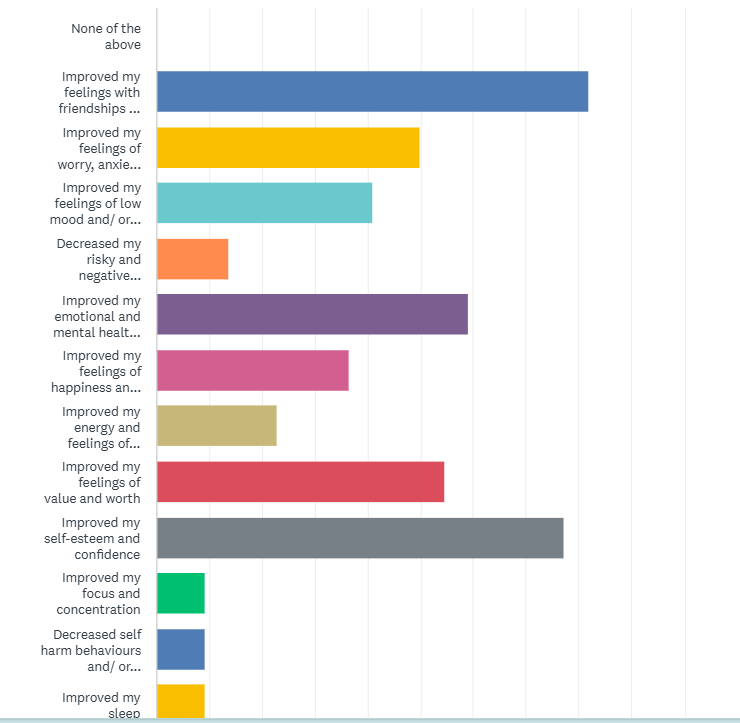 None of the
above
Improved my
feelings with
friendships ...
Improved my
feelings of
worry, anxie...
Improved my
feelings of low
mood and/ or...
Decreased my
risky and
negative...
Improved my
emotional and
mental healt...
Improved my
feelings of
happiness an...
Improved my
energy and
feelings of...
Improved my
feelings of
value and worth
Improved my
self-esteem and
confidence
Improved my
focus and
concentration
Decreased self
harm behaviours
and/ or...
Improved my
sleep